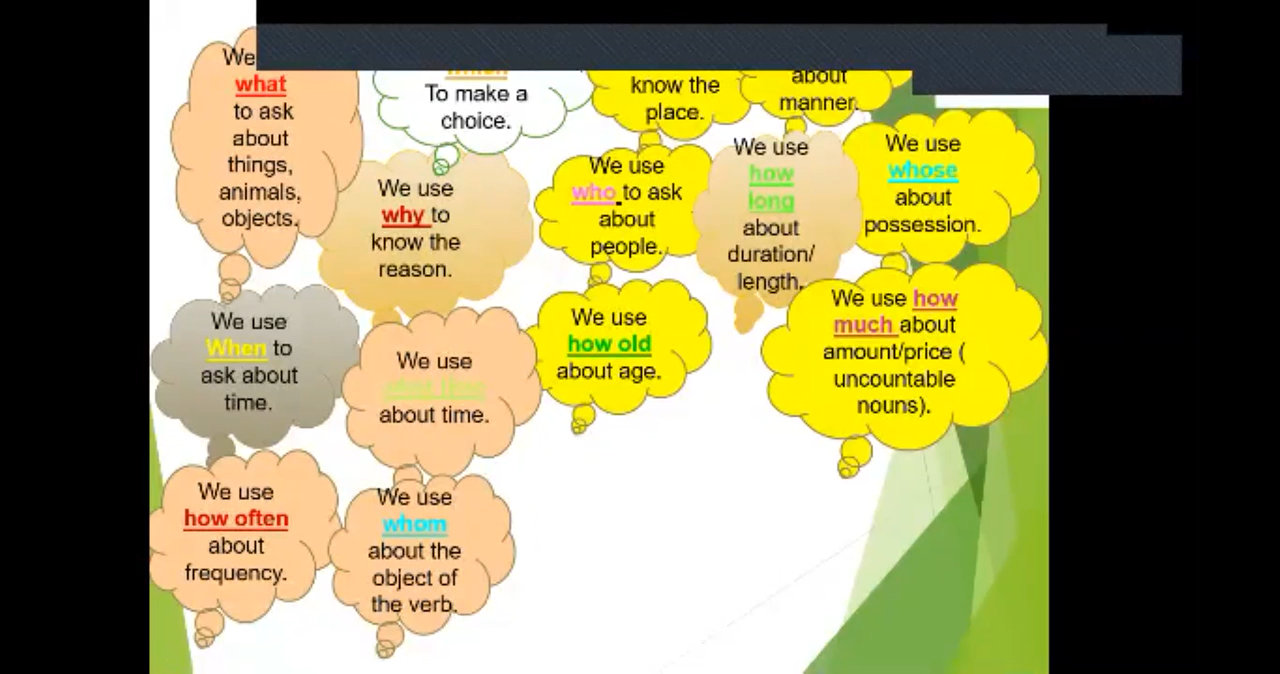 We
what
to ask
about
things,
animals,
objects.
To make a
choice.
know the
place.
about
manner.
We use
why to
know the
reason.
We use
who to ask
about
people.
We use
how
long
about
duration/
length.
We use
whose
about
possession.
We use
When to
ask about
time.
We use
about time.
We use
how old
about age.
We use how
much about
amount/price (
uncountable
nouns).
We use
how often
about
frequency.
We use
whom
about the
object of
the verb.